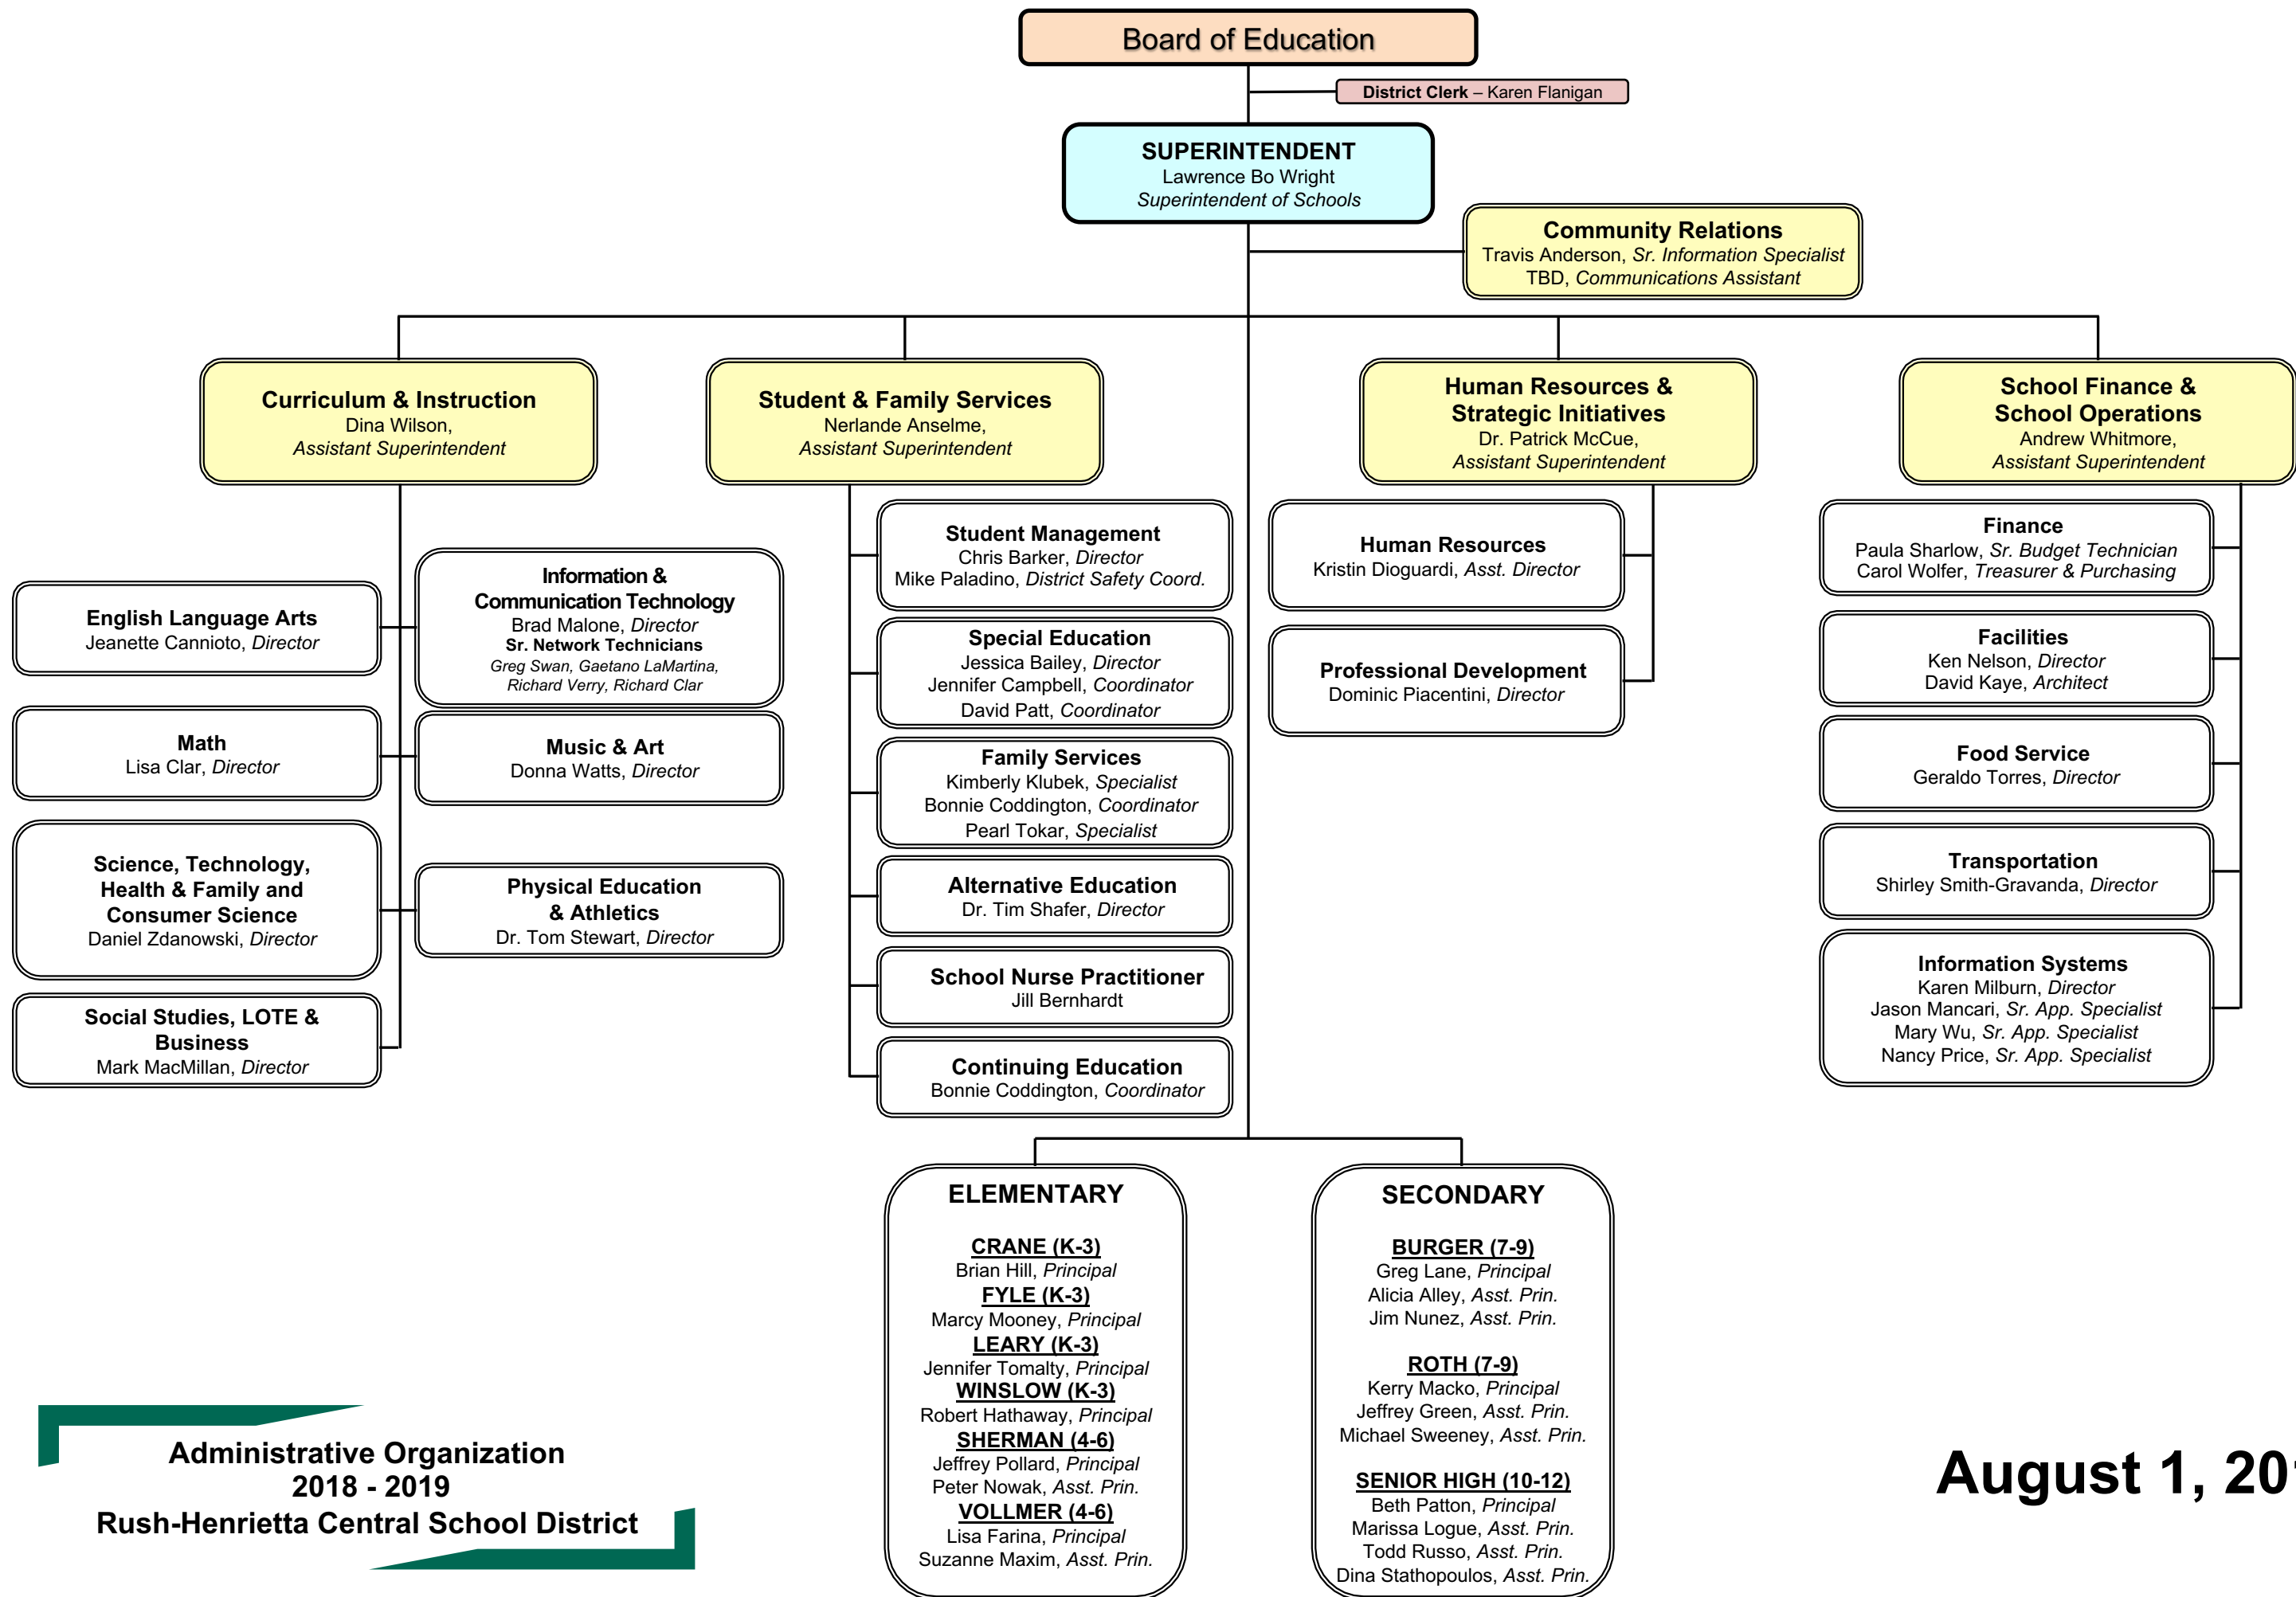 Board of Education
District Clerk – Karen Flanigan
SUPERINTENDENT
Lawrence Bo Wright
Superintendent of Schools
Community Relations
Travis Anderson, Sr. Information Specialist
TBD, Communications Assistant
Curriculum & Instruction
Dina Wilson,
Assistant Superintendent
Student & Family Services
Nerlande Anselme,
Assistant Superintendent
Human Resources &
Strategic Initiatives
Dr. Patrick McCue,
Assistant Superintendent
School Finance &
School Operations
Andrew Whitmore,
Assistant Superintendent
English Language Arts
Jeanette Cannioto, Director
Math
Lisa Clar, Director
Science, Technology,
Health & Family and
Consumer Science
Daniel Zdanowski, Director
Social Studies, LOTE &
Business
Mark MacMillan, Director
Information &
Communication Technology
Brad Malone, Director
Sr. Network Technicians
Greg Swan, Gaetano LaMartina,
Richard Verry, Richard Clar
Music & Art
Donna Watts, Director
Physical Education
& Athletics
Dr. Tom Stewart, Director
Student Management
Chris Barker, Director
Mike Paladino, District Safety Coord.
Special Education
Jessica Bailey, Director
Jennifer Campbell, Coordinator
David Patt, Coordinator
Family Services
Kimberly Klubek, Specialist
Bonnie Coddington, Coordinator
Pearl Tokar, Specialist
Alternative Education
Dr. Tim Shafer, Director
School Nurse Practitioner
Jill Bernhardt
Continuing Education
Bonnie Coddington, Coordinator
Human Resources
Kristin Dioguardi, Asst. Director
Professional Development
Dominic Piacentini, Director
Finance
Paula Sharlow, Sr. Budget Technician
Carol Wolfer, Treasurer & Purchasing
Facilities
Ken Nelson, Director
David Kaye, Architect
Food Service
Geraldo Torres, Director
Transportation
Shirley Smith-Gravanda, Director
Information Systems
Karen Milburn, Director
Jason Mancari, Sr. App. Specialist
Mary Wu, Sr. App. Specialist
Nancy Price, Sr. App. Specialist
ELEMENTARY
CRANE (K-3)
Brian Hill, Principal
FYLE (K-3)
Marcy Mooney, Principal
LEARY (K-3)
Jennifer Tomalty, Principal
WINSLOW (K-3)
Robert Hathaway, Principal
SHERMAN (4-6)
Jeffrey Pollard, Principal
Peter Nowak, Asst. Prin.
VOLLMER (4-6)
Lisa Farina, Principal
Suzanne Maxim, Asst. Prin.
SECONDARY
BURGER (7-9)
Greg Lane, Principal
Alicia Alley, Asst. Prin.
Jim Nunez, Asst. Prin.
ROTH (7-9)
Kerry Macko, Principal
Jeffrey Green, Asst. Prin.
Michael Sweeney, Asst. Prin.
SENIOR HIGH (10-12)
Beth Patton, Principal
Marissa Logue, Asst. Prin.
Todd Russo, Asst. Prin.
Dina Stathopoulos, Asst. Prin.
Administrative Organization
2018 - 2019
Rush-Henrietta Central School District
August 1,